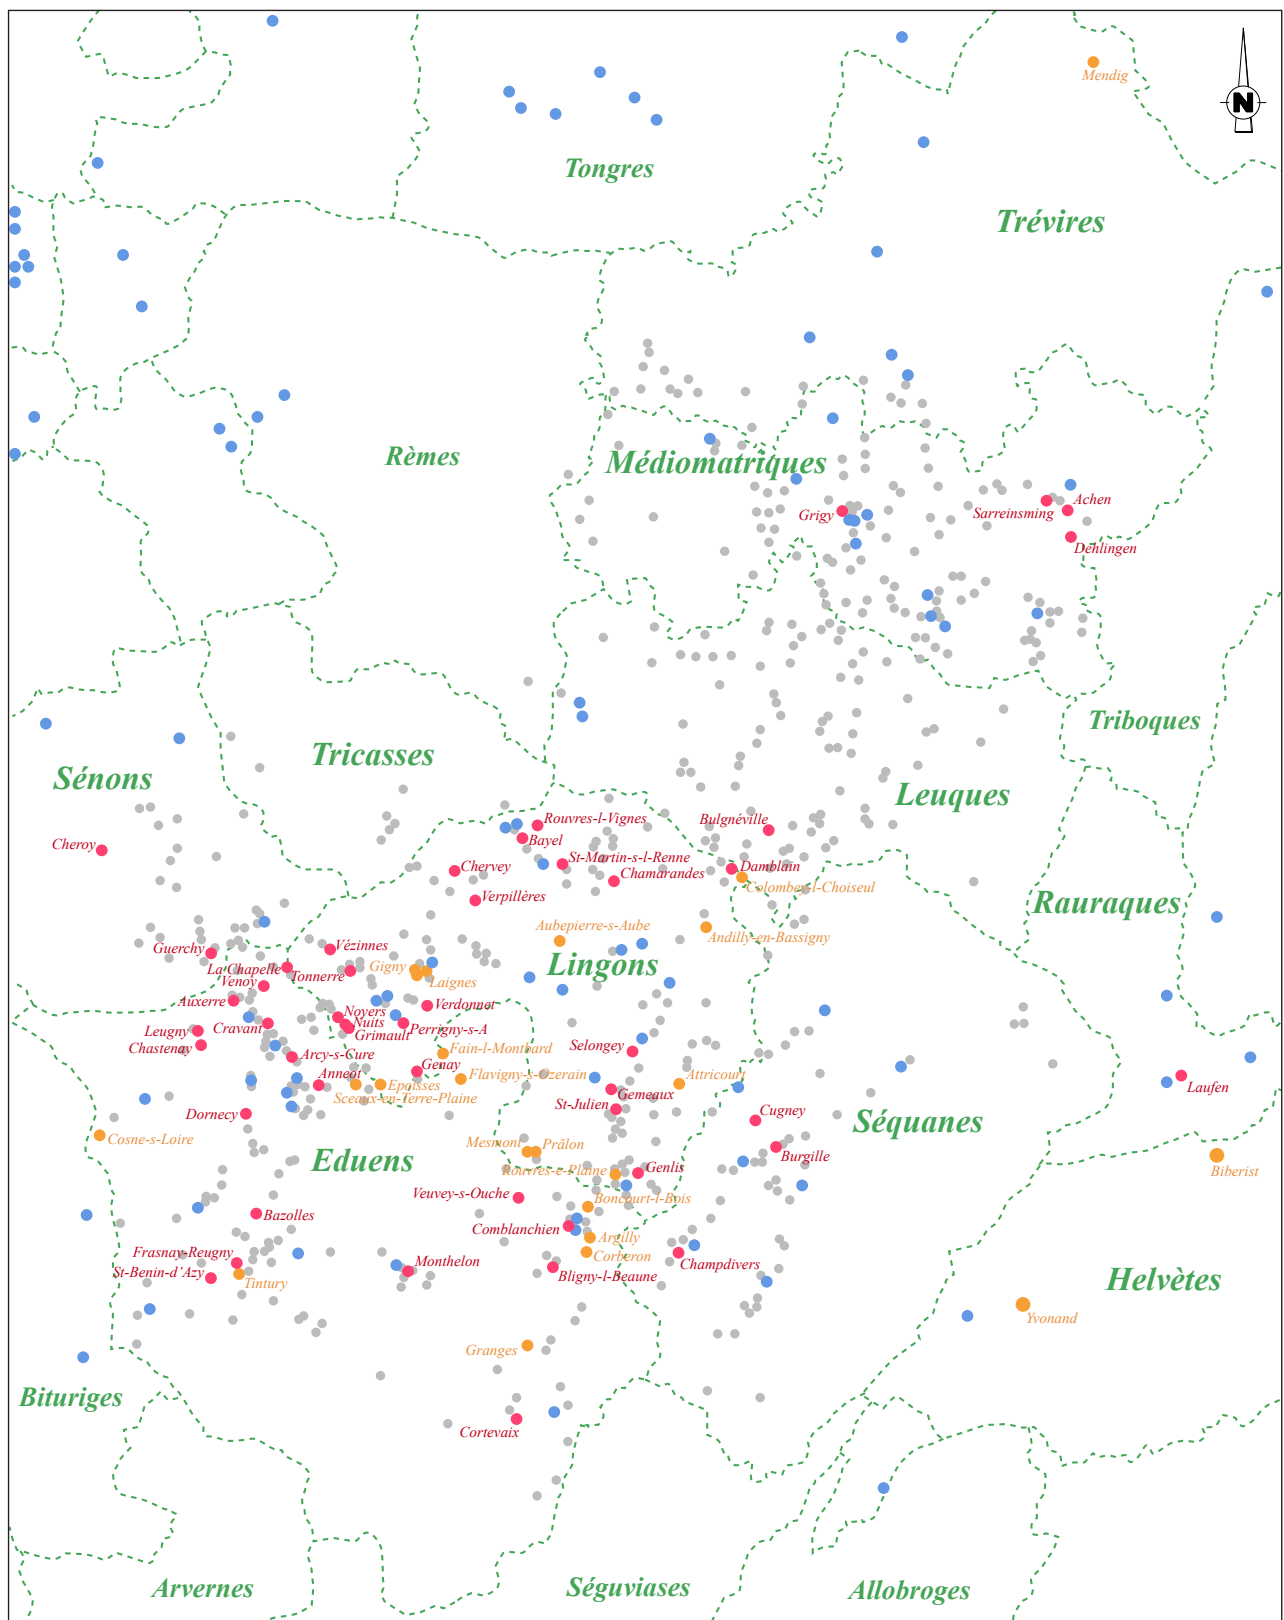 Mendig
N
Tongres
Trévires
Rèmes
Médiomatriques
Achen
Grigy
Sarreinsming
Dehlingen
Triboques
Tricasses
Sénons
Leuques
Rouvres-l-Vignes
Bulgnéville
Cheroy
Bayel
St-Martin-s-l-Renne
Chervey
Damblain
Chamarandes
Colombey-l-Choiseul
Verpillères
Rauraques
Aubepierre-s-Aube
Andilly-en-Bassigny
Vézinnes
Guerchy
Lingons
La Chapelle
Gigny
Tonnerre
Venoy
Laignes
Auxerre
Verdonnet
Noyers
Nuits
Cravant
Leugny
Perrigny-s-A
Grimault
Chastenay
Selongey
Fain-l-Montbard
Arcy-s-Cure
Genay
Anneot
Flavigny-s-Ozerain
Attricourt
Epoisses
Laufen
Gemeaux
Sceaux-en-Terre-Plaine
St-Julien
Cugney
Dornecy
Séquanes
Cosne-s-Loire
Mesmont
Prâlon
Eduens
Burgille
Rouvres-e-Plaine
Genlis
Biberist
Veuvey-s-Ouche
Boncourt-l-Bois
Bazolles
Comblanchien
Argilly
Frasnay-Reugny
Corberon
Monthelon
Champdivers
St-Benin-d’Azy
Bligny-l-Beaune
Tintury
Helvètes
Yvonand
Granges
Bituriges
Cortevaix
Arvernes
Séguviases
Allobroges